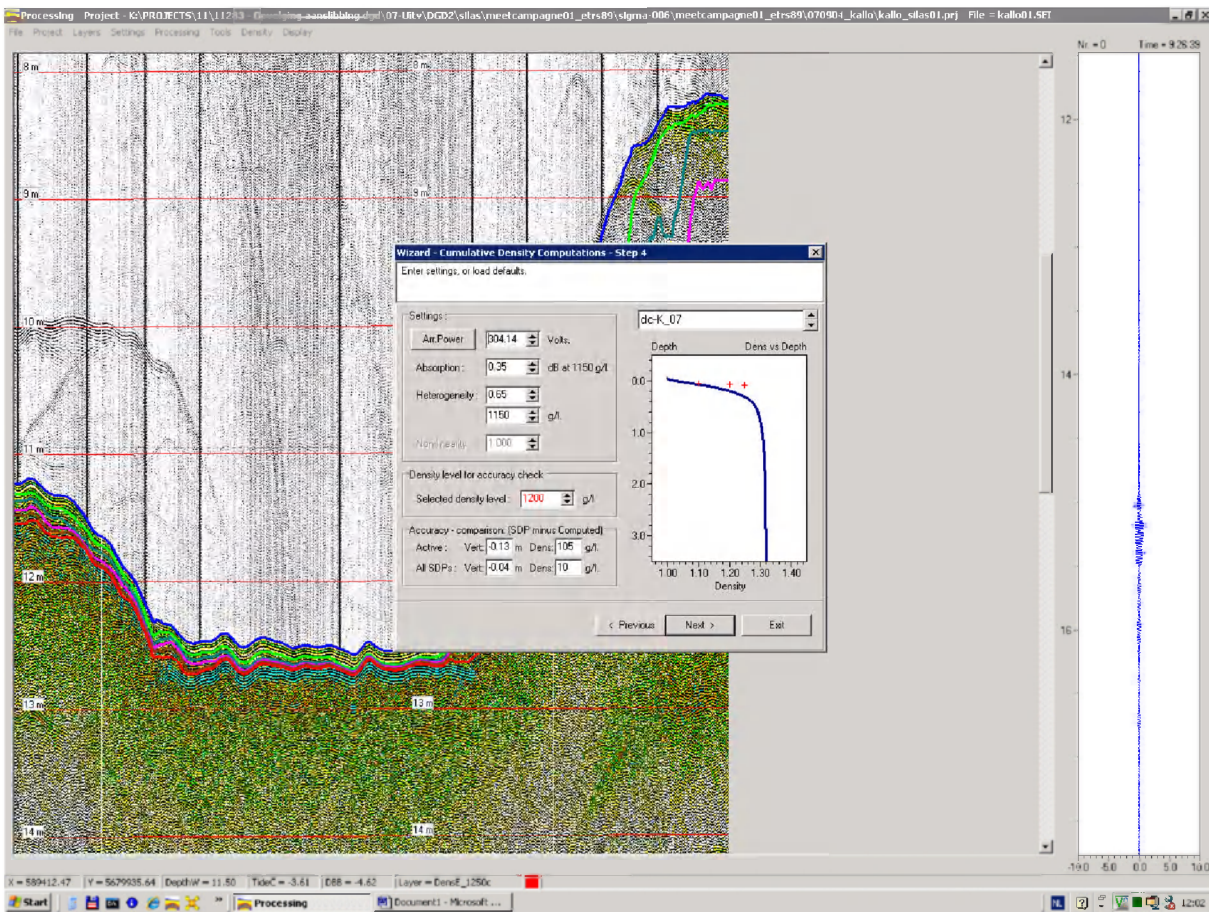 Processing Project - K:\PROJECTS\11\11283 - aanslibbing dgd\07-Uitv\DGD2\silas\meetcampagne01_etrs89\sigma-006\meetcampagne01_etrs89\070904_kallo\kallo_silas01.prj File = kallo01.SEI
File Project Layers Settings Processing Tools Density Display
Nr. = 0 Time = 9:26:39
8 m
9 m 9 m
10 m
11 m
12 m
13 m 13 m
14 m 14 m
Wizard - Cumulative Density Computations - Step 4
Enter settings, or load defaults.
Settings :
Arr.Power 304.14 Volts.
Absorption : 0.35 dB at 1150 g/l
Heterogeneity : 0.65
1150 g/l.
Nonlinearity : 1.000
Density level for accuracy check
Selected density level : 1200 g/l
Accuracy - comparison: (SDP minus Computed)
Active : Vert: -0.13 m Dens: 105 g/l.
All SDPs : Vert: -0.04 m Dens: 10 g/l.
dc-K_07
Depth Dens vs Depth
0.0
1.0
2.0
3.0
1.00 1.10 1.20 1.30 1.40
Density
< Previous Next > Exit
12
14
16
-10.0 -5.0 0.0 5.0 10.0
X = 589412.47 Y = 5679935.64 DepthW = 11.50 TideC = -3.61 DBB = -4.62 Layer = DensE_1250c
Start Processing Document1 - Microsoft ... NL 12:02